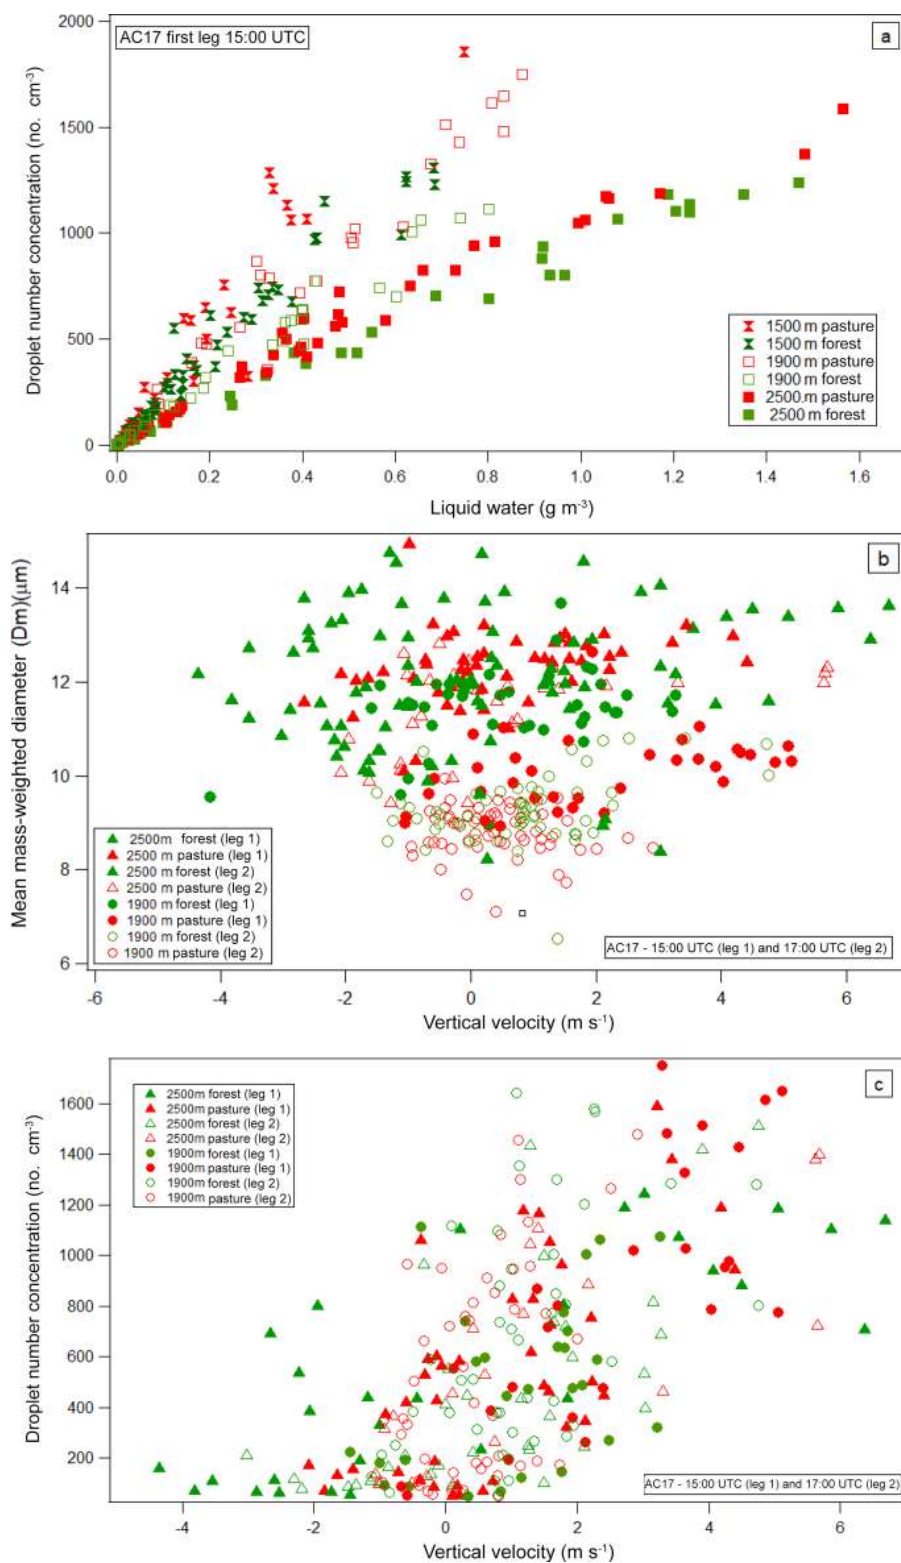 2000
AC17 first leg 15:00 UTC
a
1500
1000
500
0
Droplet number concentration (no. cm⁻³)
1500 m pasture
1500 m forest
1900 m pasture
1900 m forest
2500 m pasture
2500 m forest
0.0 0.2 0.4 0.6 0.8 1.0 1.2 1.4 1.6
Liquid water (g m⁻³)
b
14
12
10
8
6
Mean mass-weighted diameter (Dm)(μm)
2500m forest (leg 1)
2500 m pasture (leg 1)
2500 m forest (leg 2)
2500 m pasture (leg 2)
1900 m forest (leg 1)
1900 m pasture (leg 1)
1900 m forest (leg 2)
1900 m pasture (leg 2)
AC17 - 15:00 UTC (leg 1) and 17:00 UTC (leg 2)
-6 -4 -2 0 2 4 6
Vertical velocity (m s⁻¹)
c
1600
1400
1200
1000
800
600
400
200
Droplet number concentration (no. cm⁻³)
2500m forest (leg 1)
2500m pasture (leg 1)
2500m forest (leg 2)
2500m pasture (leg 2)
1900m forest (leg 1)
1900m pasture (leg 1)
1900m forest (leg 2)
1900m pasture (leg 2)
AC17 - 15:00 UTC (leg 1) and 17:00 UTC (leg 2)
-4 -2 0 2 4 6
Vertical velocity (m s⁻¹)